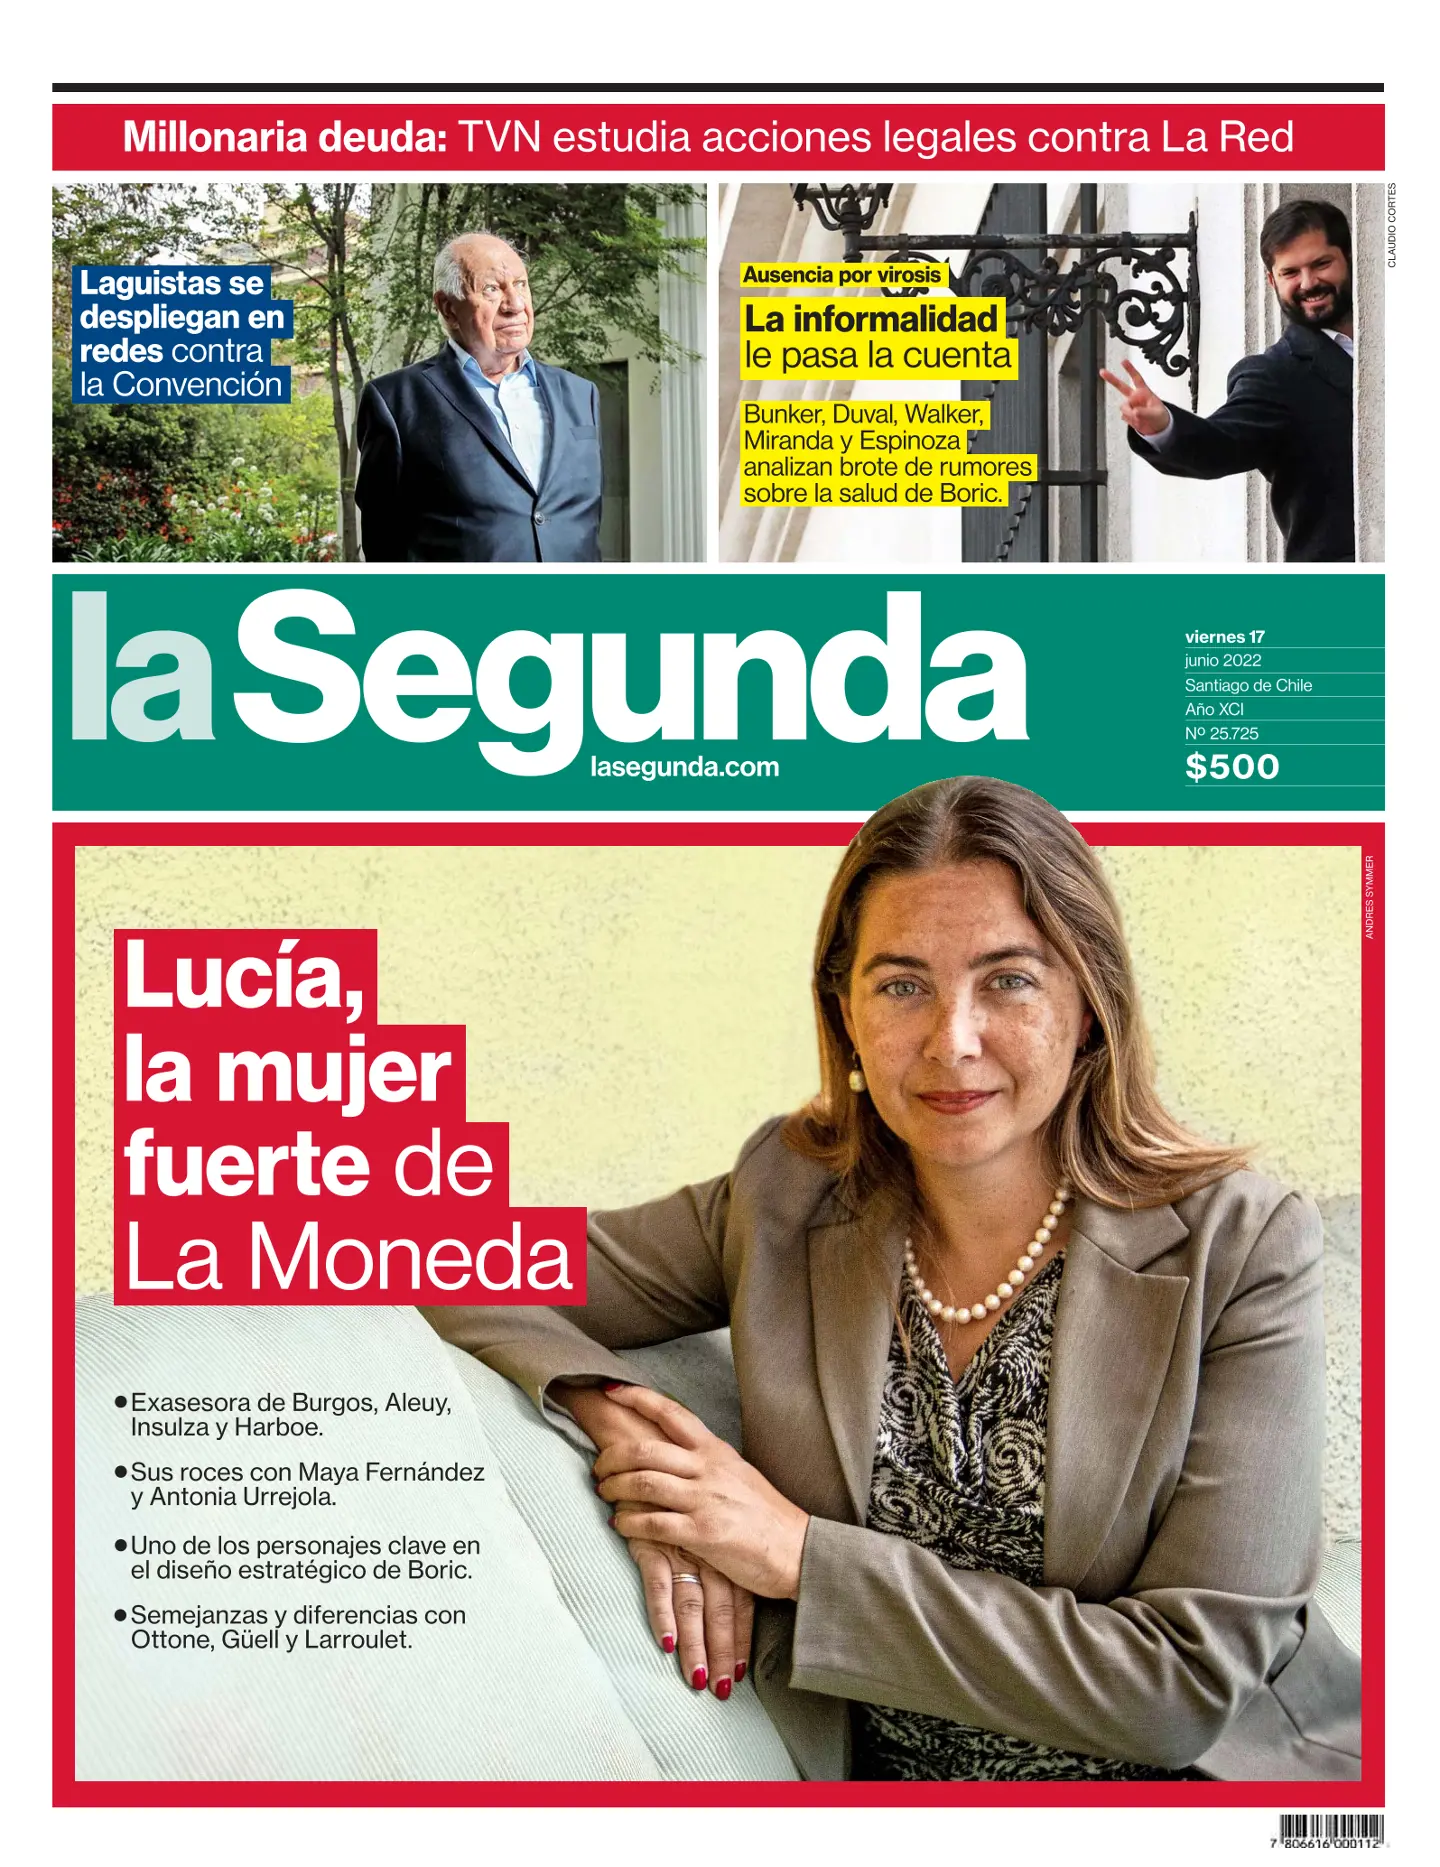 Millonaria deuda: TVN estudia acciones legales contra La Red
CLAUDIO CORTES
Laguistas se
despliegan en
redes contra
la Convención
Ausencia por virosis
La informalidad
le pasa la cuenta
Bunker, Duval, Walker,
Miranda y Espinoza
analizan brote de rumores
sobre la salud de Boric.
la Segunda
lasegunda.com
viernes 17
junio 2022
Santiago de Chile
Año XCI
Nº 25.725
$500
ANDRES SYMMER
Lucía,
la mujer
fuerte de
La Moneda
●Exasesora de Burgos, Aleuy,
Insulza y Harboe.
●Sus roces con Maya Fernández
y Antonia Urrejola.
●Uno de los personajes clave en
el diseño estratégico de Boric.
●Semejanzas y diferencias con
Ottone, Güell y Larroulet.
7 806616 000112